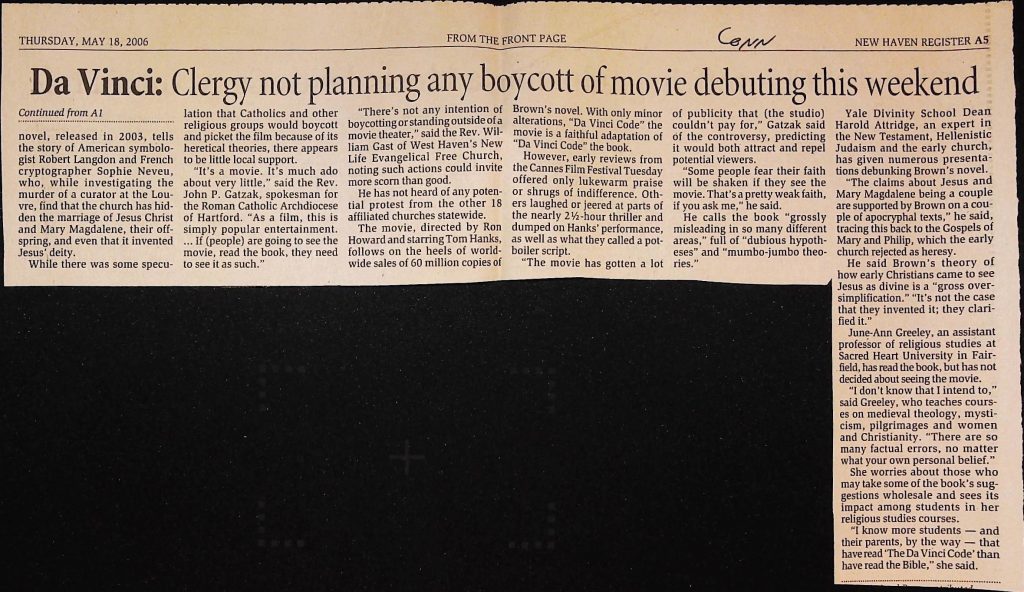 THURSDAY, MAY 18, 2006
FROM THE FRONT PAGE
Conn
NEW HAVEN REGISTER A5
Da Vinci: Clergy not planning any boycott of movie debuting this weekend
Continued from A1
novel, released in 2003, tells
the story of American symbolo-
gist Robert Langdon and French
cryptographer Sophie Neveu,
who, while investigating the
murder of a curator at the Lou-
vre, find that the church has hid-
den the marriage of Jesus Christ
and Mary Magdalene, their off-
spring, and even that it invented
Jesus' deity.
While there was some specu-
lation that Catholics and other
religious groups would boycott
and picket the film because of its
heretical theories, there appears
to be little local support.
"It's a movie. It's much ado
about very little," said the Rev.
John P. Gatzak, spokesman for
the Roman Catholic Archdiocese
of Hartford. "As a film, this is
simply popular entertainment.
... If (people) are going to see the
movie, read the book, they need
to see it as such."
"There's not any intention of
boycotting or standing outside of a
movie theater," said the Rev. Wil-
liam Gast of West Haven's New
Life Evangelical Free Church,
noting such actions could invite
more scorn than good.
He has not heard of any poten-
tial protest from the other 18
affiliated churches statewide.
The movie, directed by Ron
Howard and starring Tom Hanks,
follows on the heels of world-
wide sales of 60 million copies of
Brown's novel. With only minor
alterations, "Da Vinci Code" the
movie is a faithful adaptation of
"Da Vinci Code" the book.
However, early reviews from
the Cannes Film Festival Tuesday
offered only lukewarm praise
or shrugs of indifference. Oth-
ers laughed or jeered at parts of
the nearly 2½-hour thriller and
dumped on Hanks' performance,
as well as what they called a pot-
boiler script.
"The movie has gotten a lot
of publicity that (the studio)
couldn't pay for," Gatzak said
of the controversy, predicting
it would both attract and repel
potential viewers.
"Some people fear their faith
will be shaken if they see the
movie. That's a pretty weak faith,
if you ask me," he said.
He calls the book "grossly
misleading in so many different
areas," full of "dubious hypoth-
eses" and "mumbo-jumbo theo-
ries."
Yale Divinity School Dean
Harold Attridge, an expert in
the New Testament, Hellenistic
Judaism and the early church,
has given numerous presenta-
tions debunking Brown's novel.
"The claims about Jesus and
Mary Magdalene being a couple
are supported by Brown on a cou-
ple of apocryphal texts," he said,
tracing this back to the Gospels of
Mary and Philip, which the early
church rejected as heresy.
He said Brown's theory of
how early Christians came to see
Jesus as divine is a "gross over-
simplification." "It's not the case
that they invented it; they clari-
fied it."
June-Ann Greeley, an assistant
professor of religious studies at
Sacred Heart University in Fair-
field, has read the book, but has not
decided about seeing the movie.
"I don't know that I intend to,"
said Greeley, who teaches cours-
es on medieval theology, mysti-
cism, pilgrimages and women
and Christianity. "There are so
many factual errors, no matter
what your own personal belief."
She worries about those who
may take some of the book's sug-
gestions wholesale and sees its
impact among students in her
religious studies courses.
"I know more students — and
their parents, by the way — that
have read 'The Da Vinci Code' than
have read the Bible," she said.